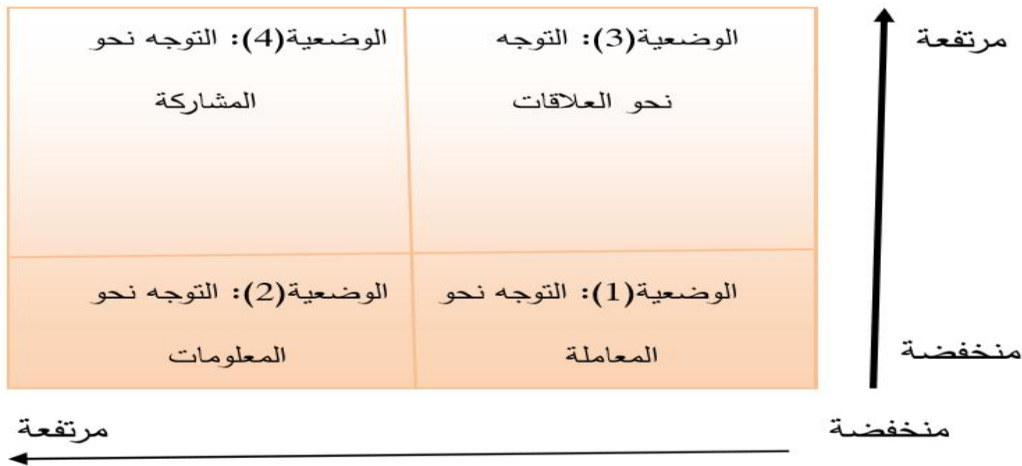 مرتفعة
الوضعية(3): التوجه
نحو العلاقات
الوضعية(4): التوجه نحو
المشاركة
الوضعية(1): التوجه نحو
المعاملة
الوضعية(2): التوجه نحو
المعلومات
منخفضة
منخفضة
مرتفعة